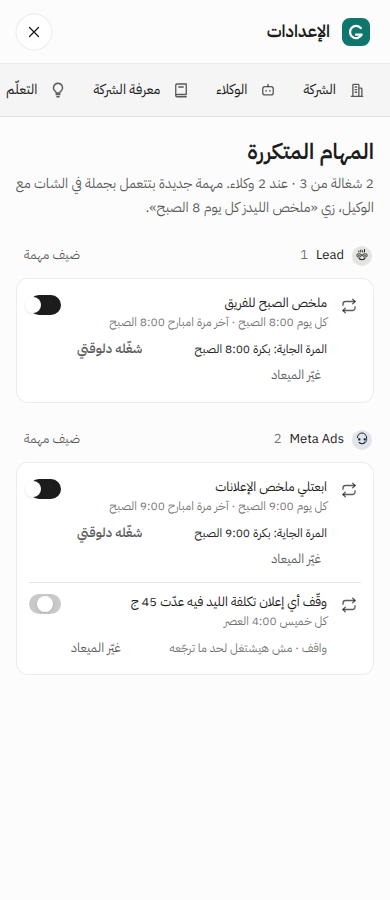 الإعدادات
الشركة
الوكلاء
معرفة الشركة
التعلّم
المهام المتكررة
2 شغالة من 3 · عند 2 وكلاء. مهمة جديدة بتتعمل بجملة في الشات مع
الوكيل، زي «ملخص الليدز كل يوم 8 الصبح».
Lead 1
ضيف مهمة
ملخص الصبح للفريق
كل يوم 8:00 الصبح · آخر مرة امبارح 8:00 الصبح
المرة الجاية: بكرة 8:00 الصبح
شغّله دلوقتي
غيّر الميعاد
Meta Ads 2
ضيف مهمة
ابعتلي ملخص الإعلانات
كل يوم 9:00 الصبح · آخر مرة امبارح 9:00 الصبح
المرة الجاية: بكرة 9:00 الصبح
شغّله دلوقتي
غيّر الميعاد
وقّف أي إعلان تكلفة الليد فيه عدّت 45 ج
كل خميس 4:00 العصر
واقف · مش هيشتغل لحد ما ترجّعه
غيّر الميعاد